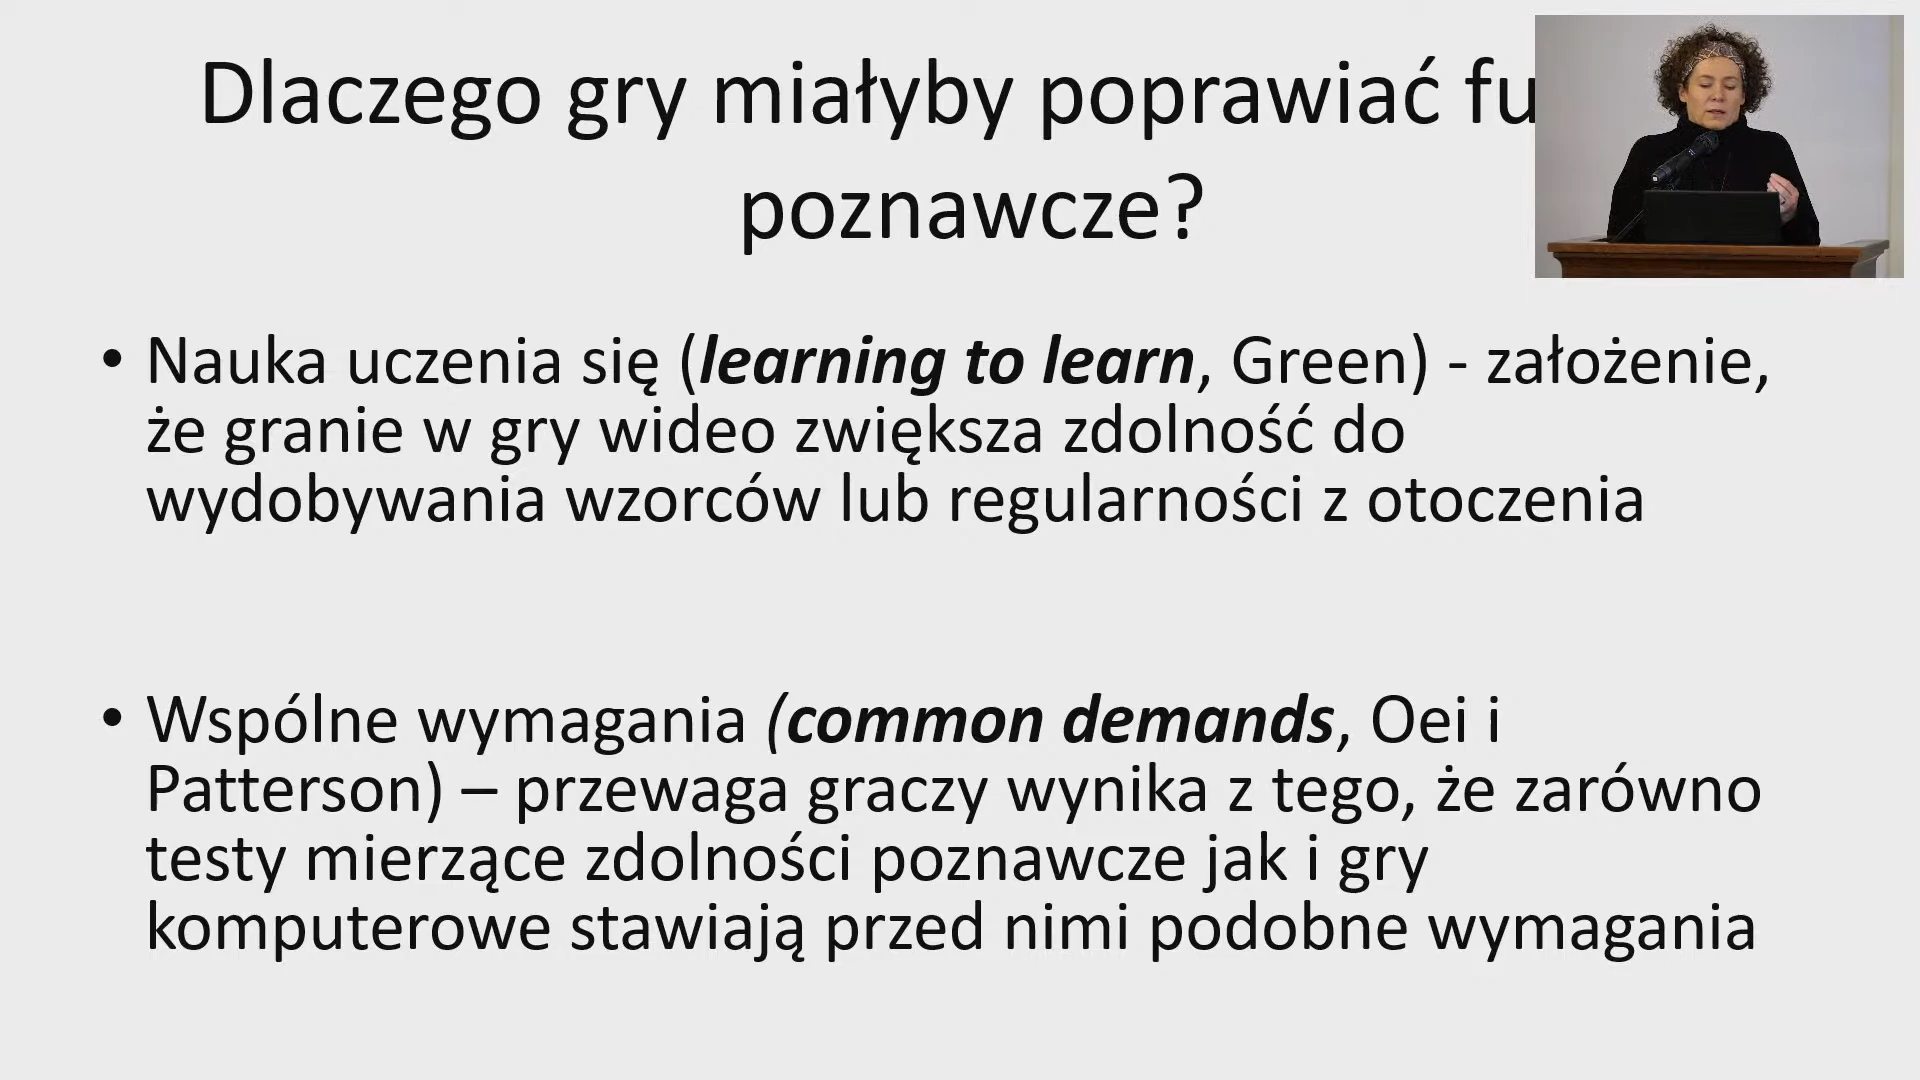 Dlaczego gry miałyby poprawiać
poznawcze?
• Nauka uczenia się (learning to learn, Green) - założenie,
że granie w gry wideo zwiększa zdolność do
wydobywania wzorców lub regularności z otoczenia
• Wspólne wymagania (common demands, Oei i
Patterson) – przewaga graczy wynika z tego, że zarówno
testy mierzące zdolności poznawcze jak i gry
komputerowe stawiają przed nimi podobne wymagania